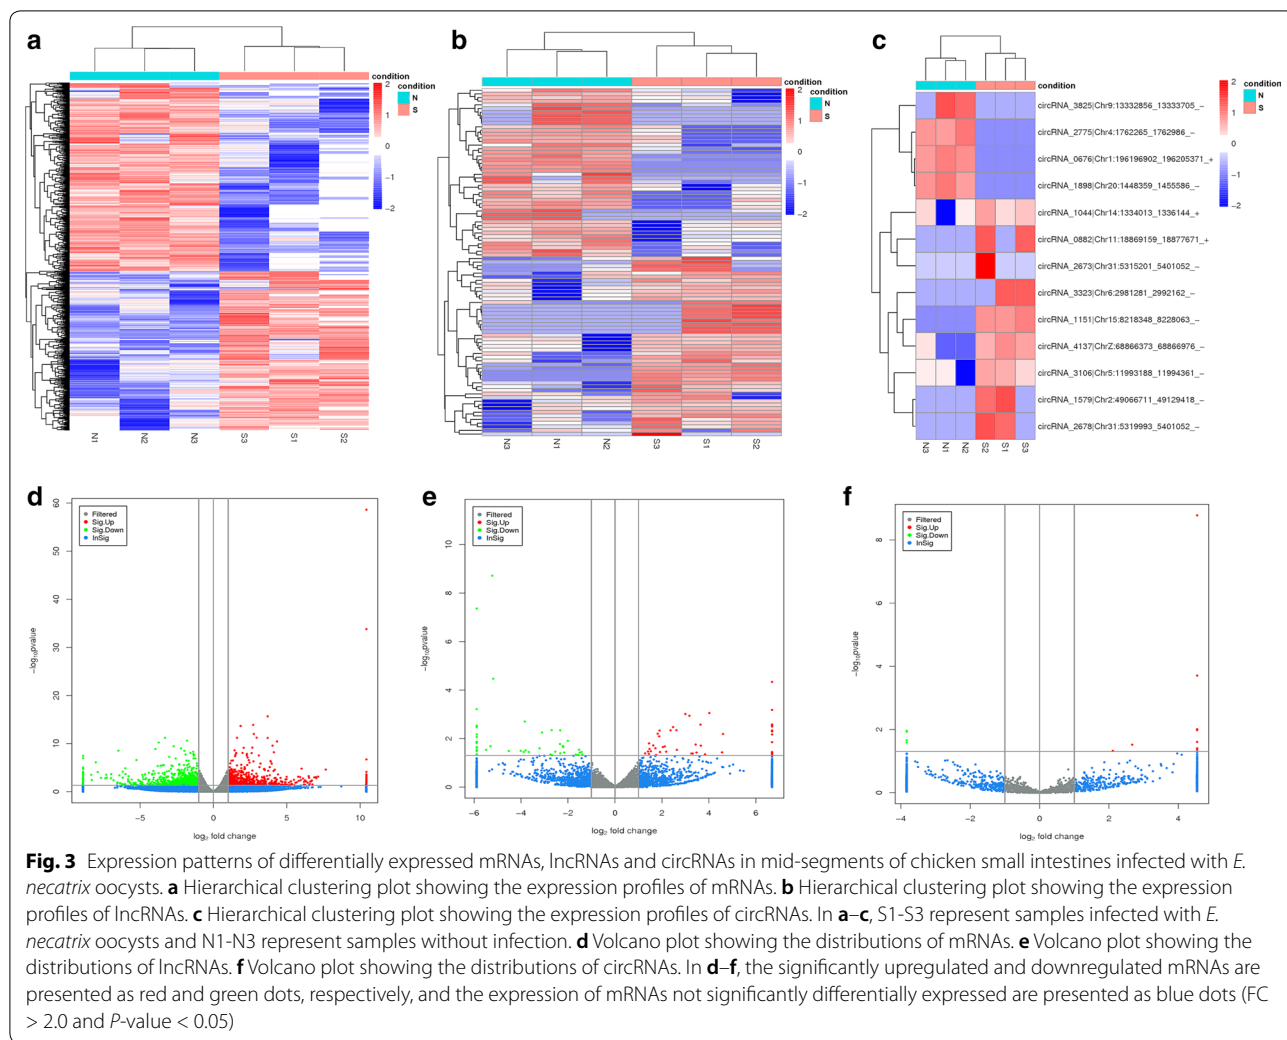 a
condition
condition
N
S
2
1
0
−1
−2
N1
N2
N3
S3
S1
S2
b
condition
condition
N
S
2
1
0
−1
−2
N3
N1
N2
S3
S1
S2
c
condition
condition
N
S
2
1
0
−1
−2
circRNA_3825|Chr9:13332856_13333705_−
circRNA_2775|Chr4:1762265_1762986_−
circRNA_0676|Chr1:196196902_196205371_+
circRNA_1898|Chr20:1448359_1455586_−
circRNA_1044|Chr14:1334013_1336144_+
circRNA_0882|Chr11:18869159_18877671_+
circRNA_2673|Chr31:5315201_5401052_−
circRNA_3323|Chr6:2981281_2992162_−
circRNA_1151|Chr15:8218348_8228063_−
circRNA_4137|ChrZ:68866373_68866976_−
circRNA_3106|Chr5:11993188_11994361_−
circRNA_1579|Chr2:49066711_49129418_−
circRNA_2678|Chr31:5319993_5401052_−
N3
N1
N2
S2
S1
S3
d
Filtered
Sig.Up
Sig.Down
InSig
60
50
40
30
20
10
0
−log10pvalue
−5
0
5
10
log2 fold change
e
Filtered
Sig.Up
Sig.Down
InSig
10
8
6
4
2
0
−log10pvalue
−6
−4
−2
0
2
4
6
log2 fold change
f
Filtered
Sig.Up
Sig.Down
InSig
8
6
4
2
0
−log10pvalue
−4
−2
0
2
4
log2 fold change
Fig. 3 Expression patterns of differentially expressed mRNAs, lncRNAs and circRNAs in mid-segments of chicken small intestines infected with E.
necatrix oocysts. a Hierarchical clustering plot showing the expression profiles of mRNAs. b Hierarchical clustering plot showing the expression
profiles of lncRNAs. c Hierarchical clustering plot showing the expression profiles of circRNAs. In a–c, S1-S3 represent samples infected with E.
necatrix oocysts and N1-N3 represent samples without infection. d Volcano plot showing the distributions of mRNAs. e Volcano plot showing the
distributions of lncRNAs. f Volcano plot showing the distributions of circRNAs. In d–f, the significantly upregulated and downregulated mRNAs are
presented as red and green dots, respectively, and the expression of mRNAs not significantly differentially expressed are presented as blue dots (FC
> 2.0 and P-value < 0.05)